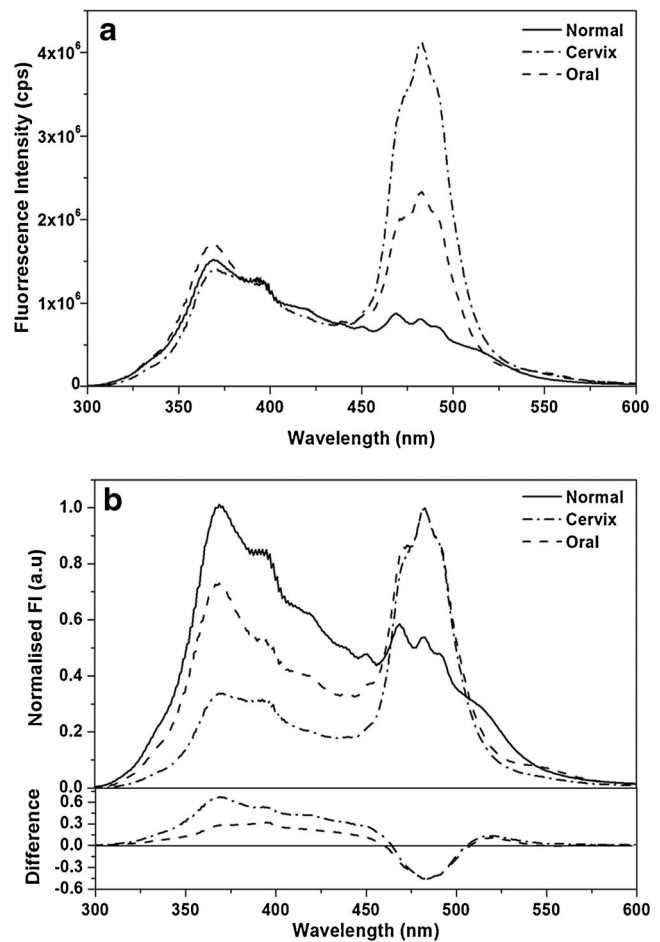 a
Normal
Cervix
Oral
Fluorrescence Intensity (cps)
4x10⁶
3x10⁶
2x10⁶
1x10⁶
0
300 350 400 450 500 550 600
Wavelength (nm)
b
Normal
Cervix
Oral
Normalised FI (a.u)
1.0
0.8
0.6
0.4
0.2
0.0
Difference
0.6
0.3
0.0
-0.3
-0.6
300 350 400 450 500 550 600
Wavelength (nm)